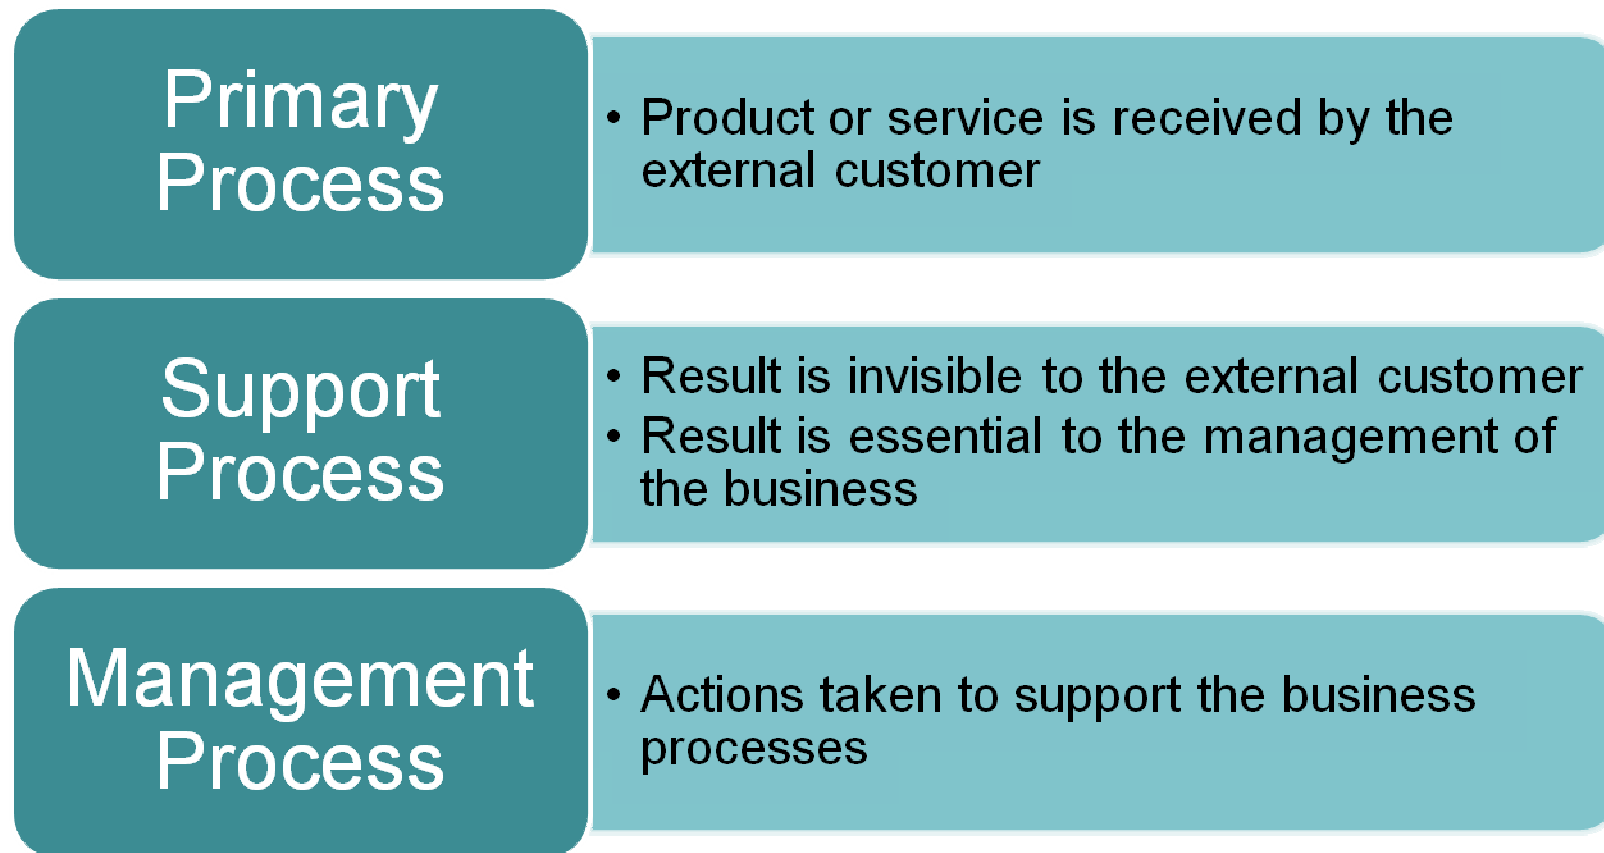 Primary
Process
• Product or service is received by the
external customer
Support
Process
• Result is invisible to the external customer
• Result is essential to the management of
the business
Management
Process
• Actions taken to support the business
processes